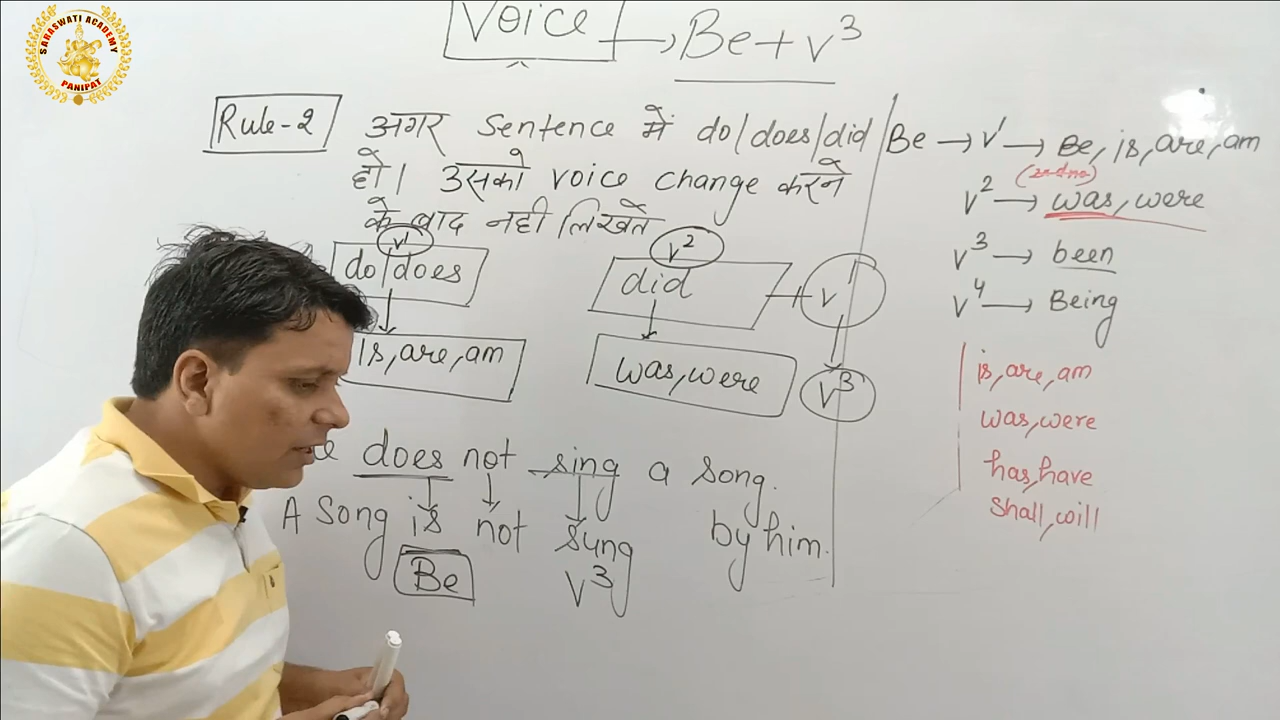 SARASWATI ACADEMY
PANIPAT
Voice → Be+v³
Rule-2 अगर Sentence में do/does/did
हो। उसको voice change करने
के बाद नहीं लिखते
v¹
do/does
is,are,am
v²
did + v¹
was,were v³
does not sing a song.
A Song is not sung by him.
Be v³
Be → v¹ → Be, is, are, am
(2nd no)
v² → was, were
v³ → been
v⁴ → Being
is,are,am
was,were
has,have
Shall,will